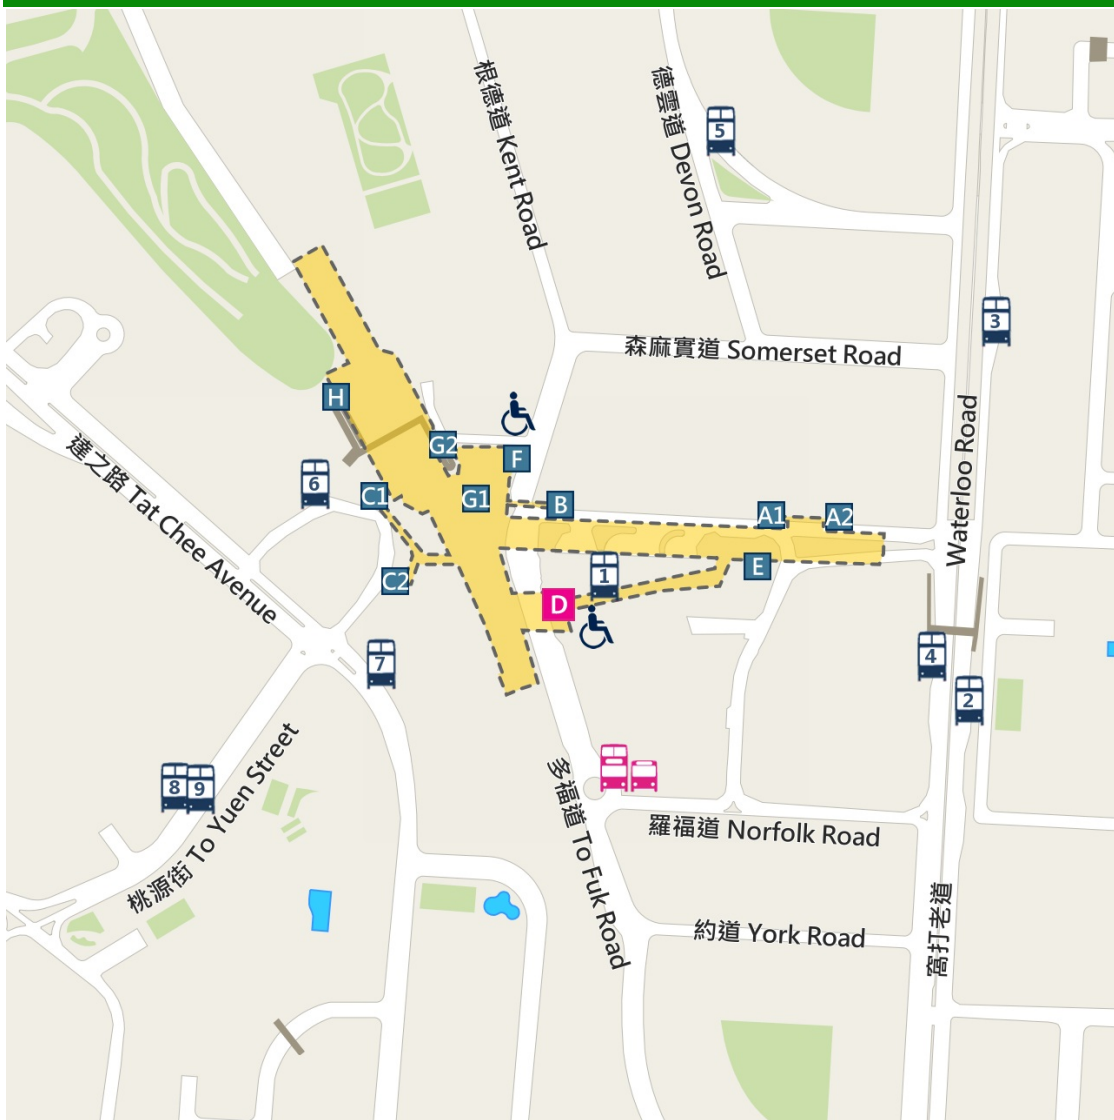 根德道 Kent Road
德雲道 Devon Road
5
3
森麻實道 Somerset Road
H
G2
F
達之路 Tat Chee Avenue
6
C1
G1
B
A1
A2
Waterloo Road
C2
1
E
D
7
4
2
8
9
桃源街 To Yuen Street
多福道 To Fuk Road
羅福道 Norfolk Road
約道 York Road
窩打老道